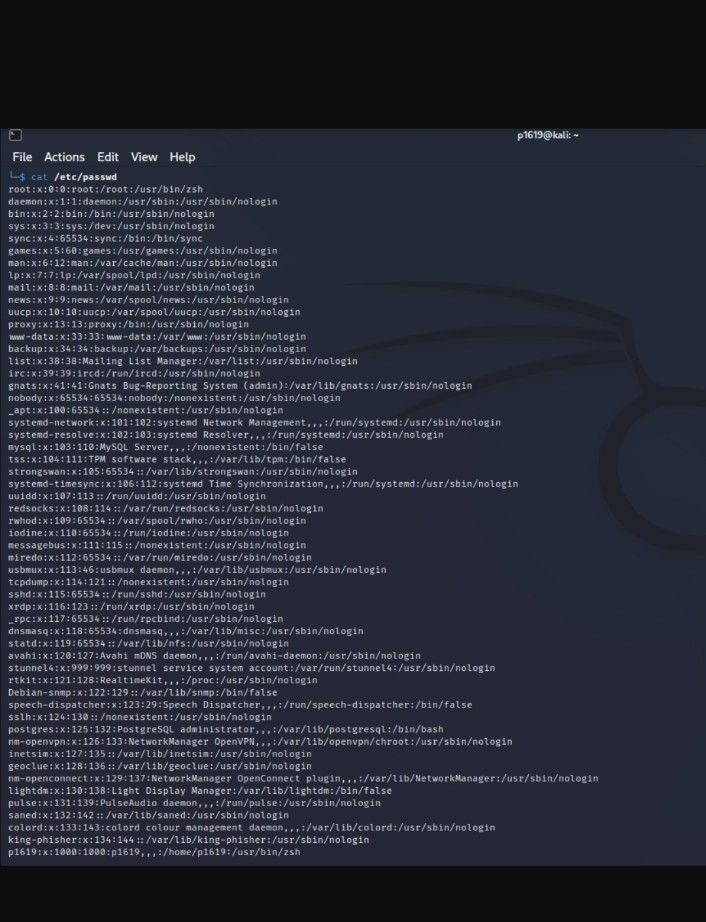 p1619@kali: ~
File Actions Edit View Help
└─$ cat /etc/passwd
root:x:0:0:root:/root:/usr/bin/zsh
daemon:x:1:1:daemon:/usr/sbin:/usr/sbin/nologin
bin:x:2:2:bin:/bin:/usr/sbin/nologin
sys:x:3:3:sys:/dev:/usr/sbin/nologin
sync:x:4:65534:sync:/bin:/bin/sync
games:x:5:60:games:/usr/games:/usr/sbin/nologin
man:x:6:12:man:/var/cache/man:/usr/sbin/nologin
lp:x:7:7:lp:/var/spool/lpd:/usr/sbin/nologin
mail:x:8:8:mail:/var/mail:/usr/sbin/nologin
news:x:9:9:news:/var/spool/news:/usr/sbin/nologin
uucp:x:10:10:uucp:/var/spool/uucp:/usr/sbin/nologin
proxy:x:13:13:proxy:/bin:/usr/sbin/nologin
www-data:x:33:33:www-data:/var/www:/usr/sbin/nologin
backup:x:34:34:backup:/var/backups:/usr/sbin/nologin
list:x:38:38:Mailing List Manager:/var/list:/usr/sbin/nologin
irc:x:39:39:ircd:/run/ircd:/usr/sbin/nologin
gnats:x:41:41:Gnats Bug-Reporting System (admin):/var/lib/gnats:/usr/sbin/nologin
nobody:x:65534:65534:nobody:/nonexistent:/usr/sbin/nologin
_apt:x:100:65534::/nonexistent:/usr/sbin/nologin
systemd-network:x:101:102:systemd Network Management,,,:/run/systemd:/usr/sbin/nologin
systemd-resolve:x:102:103:systemd Resolver,,,:/run/systemd:/usr/sbin/nologin
mysql:x:103:110:MySQL Server,,,:/nonexistent:/bin/false
tss:x:104:111:TPM software stack,,,:/var/lib/tpm:/bin/false
strongswan:x:105:65534::/var/lib/strongswan:/usr/sbin/nologin
systemd-timesync:x:106:112:systemd Time Synchronization,,,:/run/systemd:/usr/sbin/nologin
uuidd:x:107:113::/run/uuidd:/usr/sbin/nologin
redsocks:x:108:114::/var/run/redsocks:/usr/sbin/nologin
rwhod:x:109:65534::/var/spool/rwho:/usr/sbin/nologin
iodine:x:110:65534::/run/iodine:/usr/sbin/nologin
messagebus:x:111:115::/nonexistent:/usr/sbin/nologin
miredo:x:112:65534::/var/run/miredo:/usr/sbin/nologin
usbmux:x:113:46:usbmux daemon,,,:/var/lib/usbmux:/usr/sbin/nologin
tcpdump:x:114:121::/nonexistent:/usr/sbin/nologin
sshd:x:115:65534::/run/sshd:/usr/sbin/nologin
xrdp:x:116:123::/run/xrdp:/usr/sbin/nologin
_rpc:x:117:65534::/run/rpcbind:/usr/sbin/nologin
dnsmasq:x:118:65534:dnsmasq,,,:/var/lib/misc:/usr/sbin/nologin
statd:x:119:65534::/var/lib/nfs:/usr/sbin/nologin
avahi:x:120:127:Avahi mDNS daemon,,,:/run/avahi-daemon:/usr/sbin/nologin
stunnel4:x:999:999:stunnel service system account:/var/run/stunnel4:/usr/sbin/nologin
rtkit:x:121:128:RealtimeKit,,,:/proc:/usr/sbin/nologin
Debian-snmp:x:122:129::/var/lib/snmp:/bin/false
speech-dispatcher:x:123:29:Speech Dispatcher,,,:/run/speech-dispatcher:/bin/false
sslh:x:124:130::/nonexistent:/usr/sbin/nologin
postgres:x:125:132:PostgreSQL administrator,,,:/var/lib/postgresql:/bin/bash
nm-openvpn:x:126:133:NetworkManager OpenVPN,,,:/var/lib/openvpn/chroot:/usr/sbin/nologin
inetsim:x:127:135::/var/lib/inetsim:/usr/sbin/nologin
geoclue:x:128:136::/var/lib/geoclue:/usr/sbin/nologin
nm-openconnect:x:129:137:NetworkManager OpenConnect plugin,,,:/var/lib/NetworkManager:/usr/sbin/nologin
lightdm:x:130:138:Light Display Manager:/var/lib/lightdm:/bin/false
pulse:x:131:139:PulseAudio daemon,,,:/run/pulse:/usr/sbin/nologin
saned:x:132:142::/var/lib/saned:/usr/sbin/nologin
colord:x:133:143:colord colour management daemon,,,:/var/lib/colord:/usr/sbin/nologin
king-phisher:x:134:144::/var/lib/king-phisher:/usr/sbin/nologin
p1619:x:1000:1000:p1619,,,:/home/p1619:/usr/bin/zsh